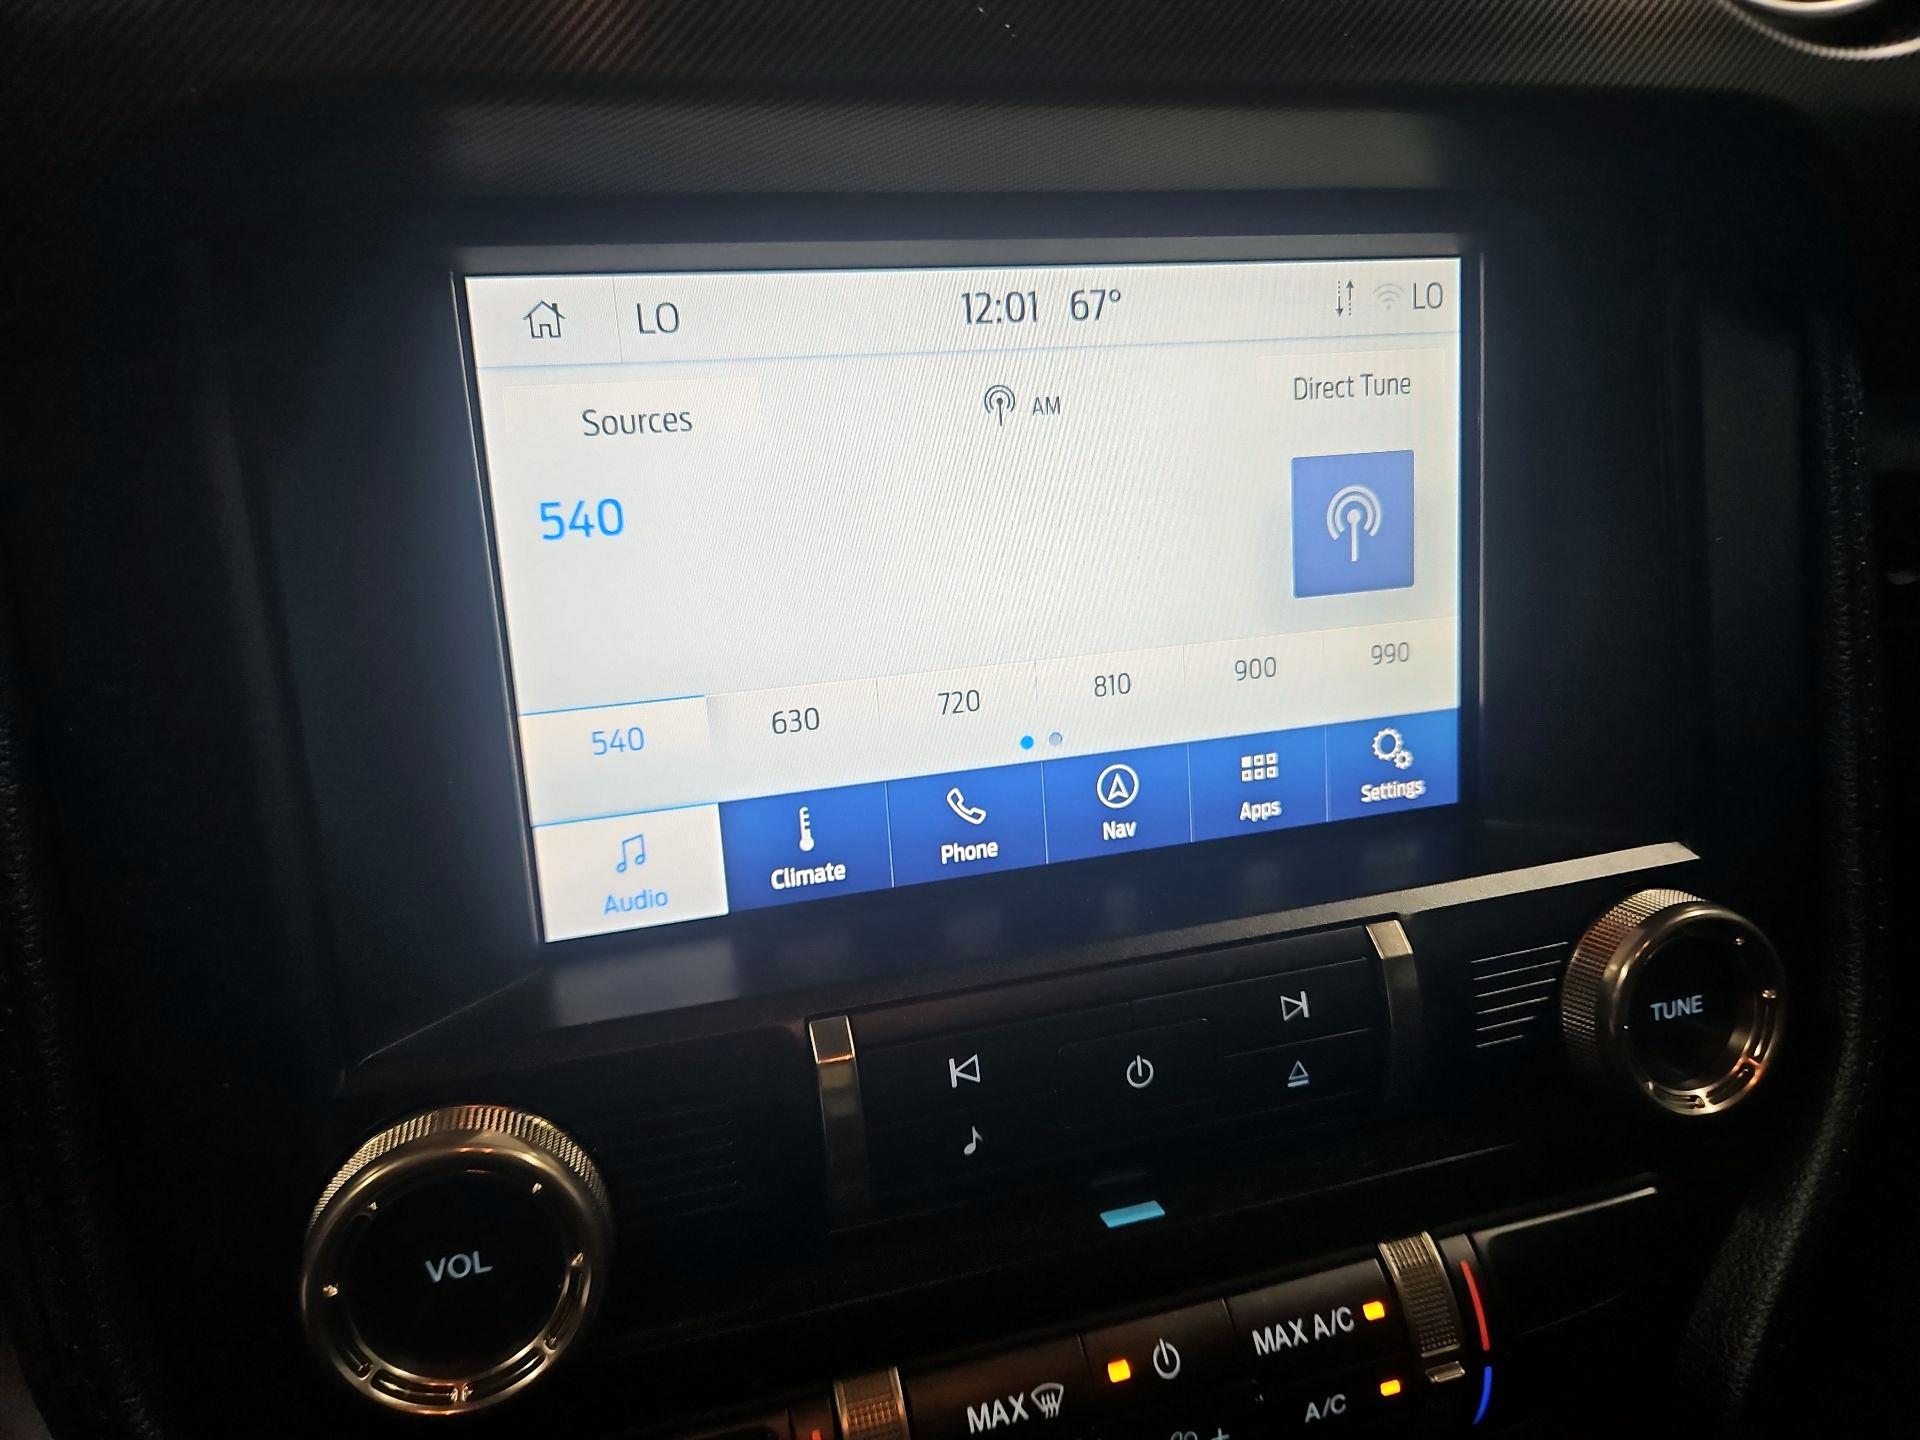 LO 12:01 67° LO
Sources AM Direct Tune
540
540 630 720 810 900 990
Audio Climate Phone Nav Apps Settings
TUNE
VOL
MAX A/C
MAX
A/C